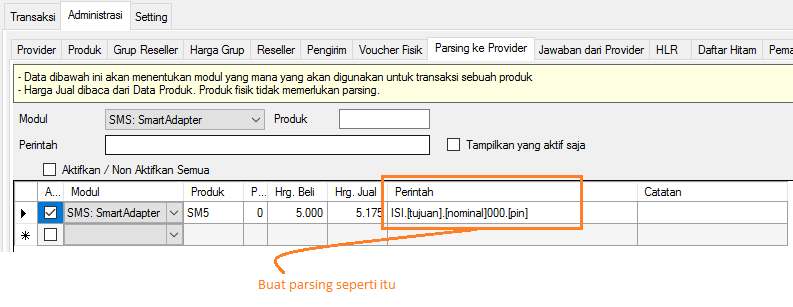 Transaksi Administrasi Setting
Provider Produk Grup Reseller Harga Grup Reseller Pengirim Voucher Fisik Parsing ke Provider Jawaban dari Provider HLR Daftar Hitam Pema
- Data dibawah ini akan menentukan modul yang mana yang akan digunakan untuk transaksi sebuah produk
- Harga Jual dibaca dari Data Produk. Produk fisik tidak memerlukan parsing.
Modul SMS: SmartAdapter Produk
Perintah Tampilkan yang aktif saja
Aktifkan / Non Aktifkan Semua
A... Modul Produk P... Hrg. Beli Hrg. Jual Perintah Catatan
SMS: SmartAdapter SM5 0 5.000 5.175 ISI.[tujuan].[nominal]000.[pin]
Buat parsing seperti itu